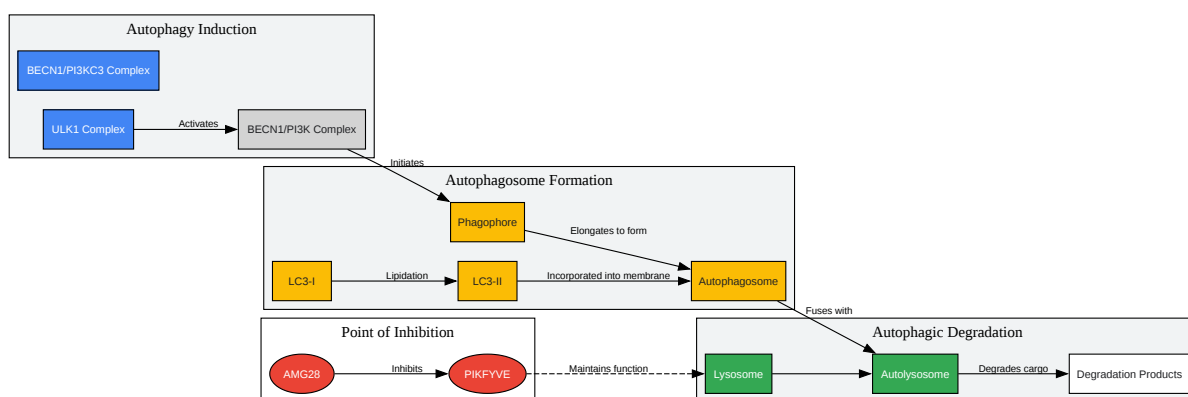 Autophagy Induction
BECN1/PI3KC3 Complex
ULK1 Complex
Activates
BECN1/PI3K Complex
Initiates
Autophagosome Formation
Phagophore
Elongates to form
LC3-I
Lipidation
LC3-II
Incorporated into membrane
Autophagosome
Fuses with
Point of Inhibition
AMG28
Inhibits
PIKFYVE
Maintains function
Autophagic Degradation
Lysosome
Autolysosome
Degrades cargo
Degradation Products